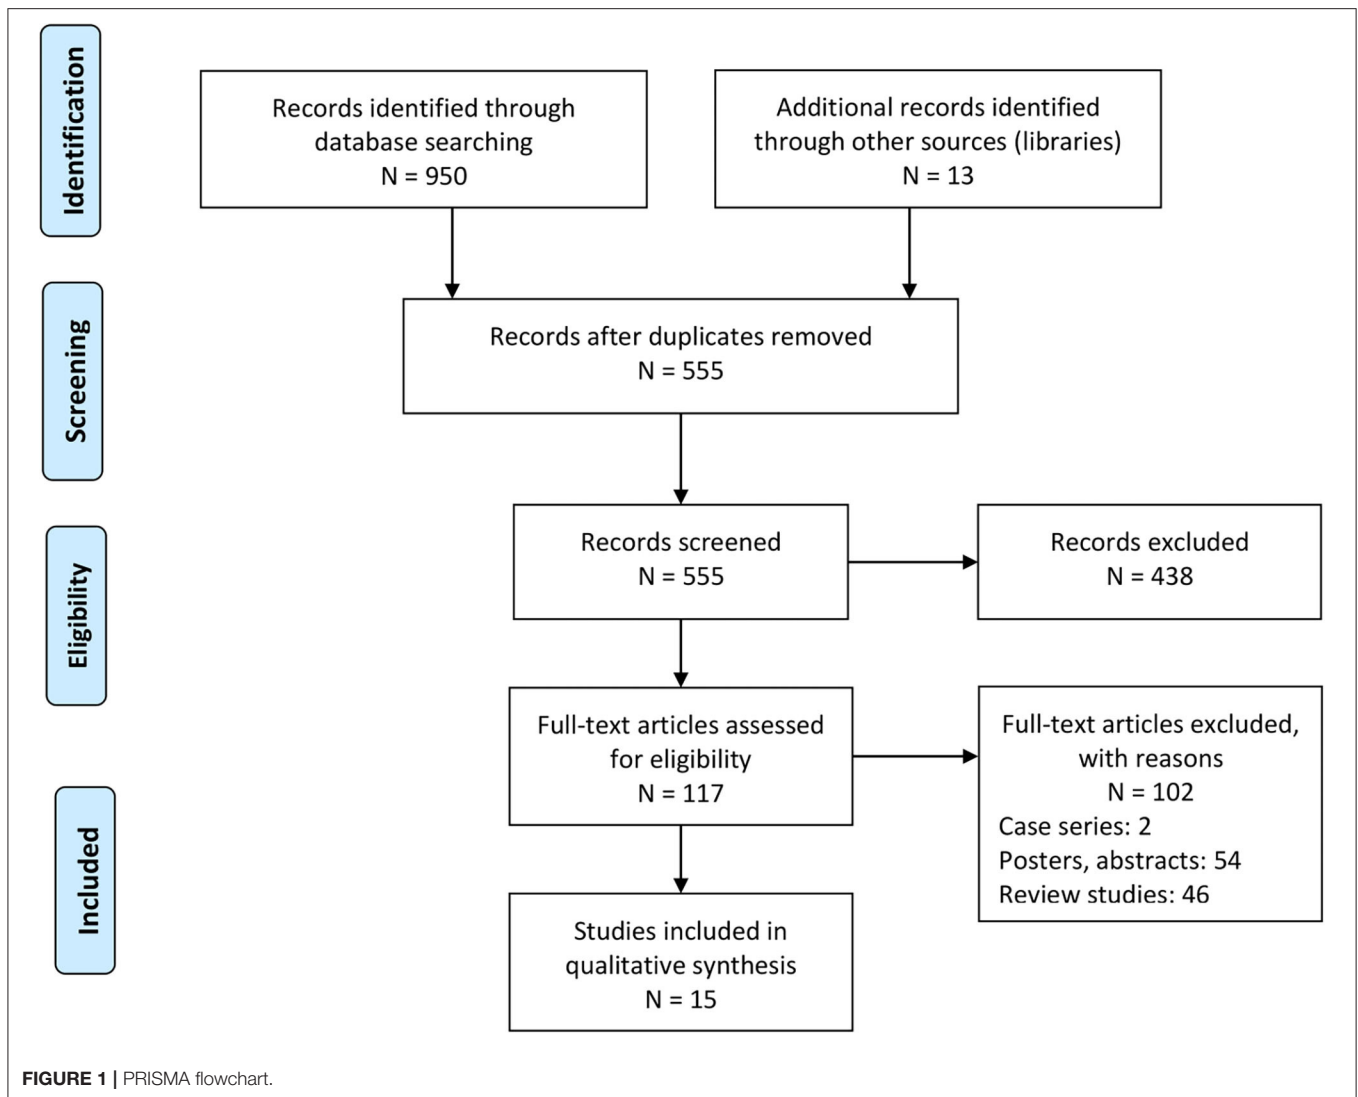 Identification
Records identified through
database searching
N = 950
Additional records identified
through other sources (libraries)
N = 13
Screening
Records after duplicates removed
N = 555
Eligibility
Records screened
N = 555
Records excluded
N = 438
Full-text articles assessed
for eligibility
N = 117
Full-text articles excluded,
with reasons
N = 102
Case series: 2
Posters, abstracts: 54
Review studies: 46
Included
Studies included in
qualitative synthesis
N = 15
FIGURE 1 | PRISMA flowchart.